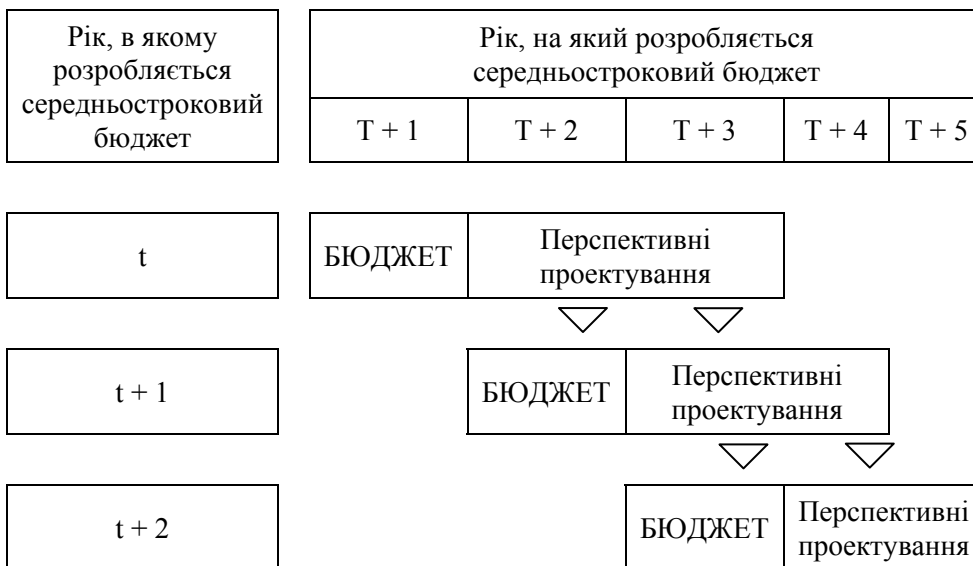 Рік, в якому
розробляється
середньостроковий
бюджет
Рік, на який розробляється
середньостроковий бюджет
Т + 1
Т + 2
Т + 3
Т + 4
Т + 5
t
БЮДЖЕТ
Перспективні
проектування
t + 1
БЮДЖЕТ
Перспективні
проектування
t + 2
БЮДЖЕТ
Перспективні
проектування